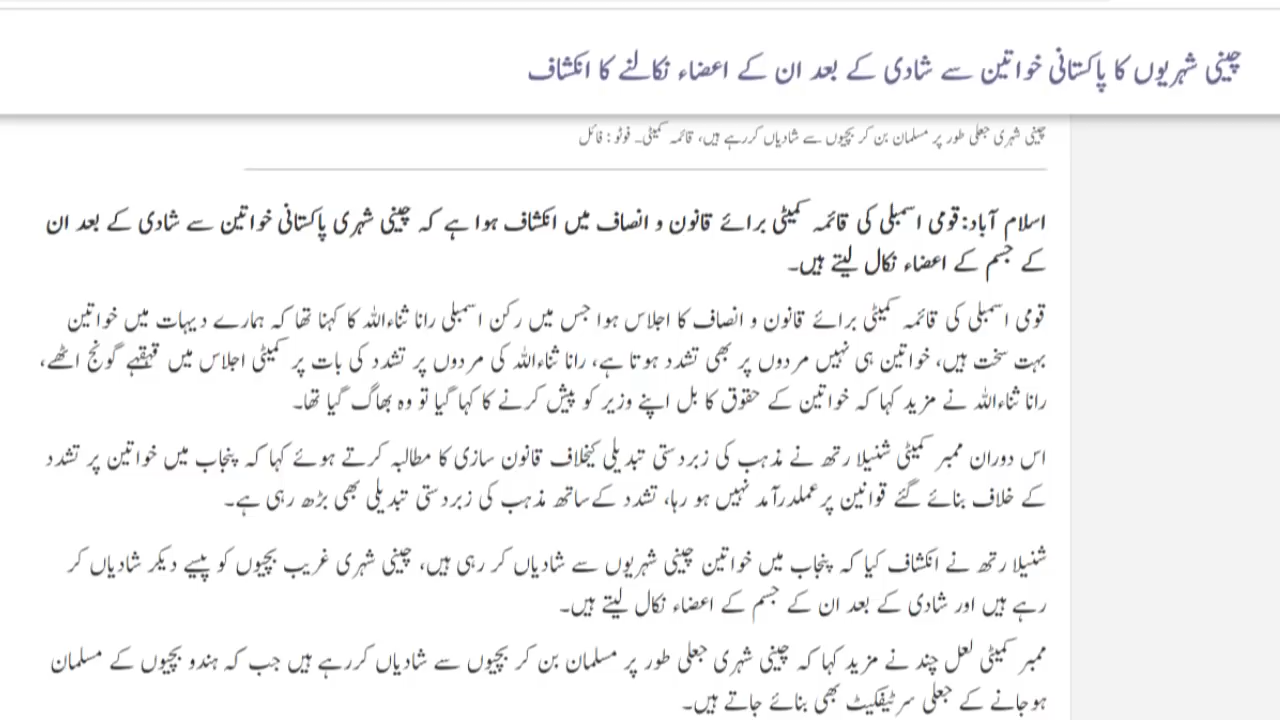 چینی شہریوں کا پاکستانی خواتین سے شادی کے بعد ان کے اعضاء نکالنے کا انکشاف
چینی شہری جعلی طور پر مسلمان بن کر بچیوں سے شادیاں کررہے ہیں، قائمہ کمیٹی۔ فوٹو : فائل
اسلام آباد: قومی اسمبلی کی قائمہ کمیٹی برائے قانون و انصاف میں انکشاف ہوا ہے کہ چینی شہری پاکستانی خواتین سے شادی کے بعد ان
کے جسم کے اعضاء نکال لیتے ہیں۔
قومی اسمبلی کی قائمہ کمیٹی برائے قانون و انصاف کا اجلاس ہوا جس میں رکن اسمبلی رانا ثناءاللہ کا کہنا تھا کہ ہمارے دیہات میں خواتین
بہت سخت ہیں، خواتین ہی نہیں مردوں پر بھی تشدد ہوتا ہے، رانا ثناءاللہ کی مردوں پر تشدد کی بات پر کمیٹی اجلاس میں قہقہے گونج اٹھے،
رانا ثناءاللہ نے مزید کہا کہ خواتین کے حقوق کا بل اپنے وزیر کو پیش کرنے کا کہا گیا تو وہ بھاگ گیا تھا۔
اس دوران ممبر کمیٹی شنیلا رتھ نے مذہب کی زبردستی تبدیلی کیخلاف قانون سازی کا مطالبہ کرتے ہوئے کہا کہ پنجاب میں خواتین پر تشدد
کے خلاف بنائے گئے قوانین پر عملدرآمد نہیں ہو رہا، تشدد کے ساتھ مذہب کی زبردستی تبدیلی بھی بڑھ رہی ہے۔
شنیلا رتھ نے انکشاف کیا کہ پنجاب میں خواتین چینی شہریوں سے شادیاں کر رہی ہیں، چینی شہری غریب بچیوں کو پیسے دیکر شادیاں کر
رہے ہیں اور شادی کے بعد ان کے جسم کے اعضاء نکال لیتے ہیں۔
ممبر کمیٹی لعل چند نے مزید کہا کہ چینی شہری جعلی طور پر مسلمان بن کر بچیوں سے شادیاں کررہے ہیں جب کہ ہندو بچیوں کے مسلمان
ہوجانے کے جعلی سرٹیفکیٹ بھی بنائے جاتے ہیں۔